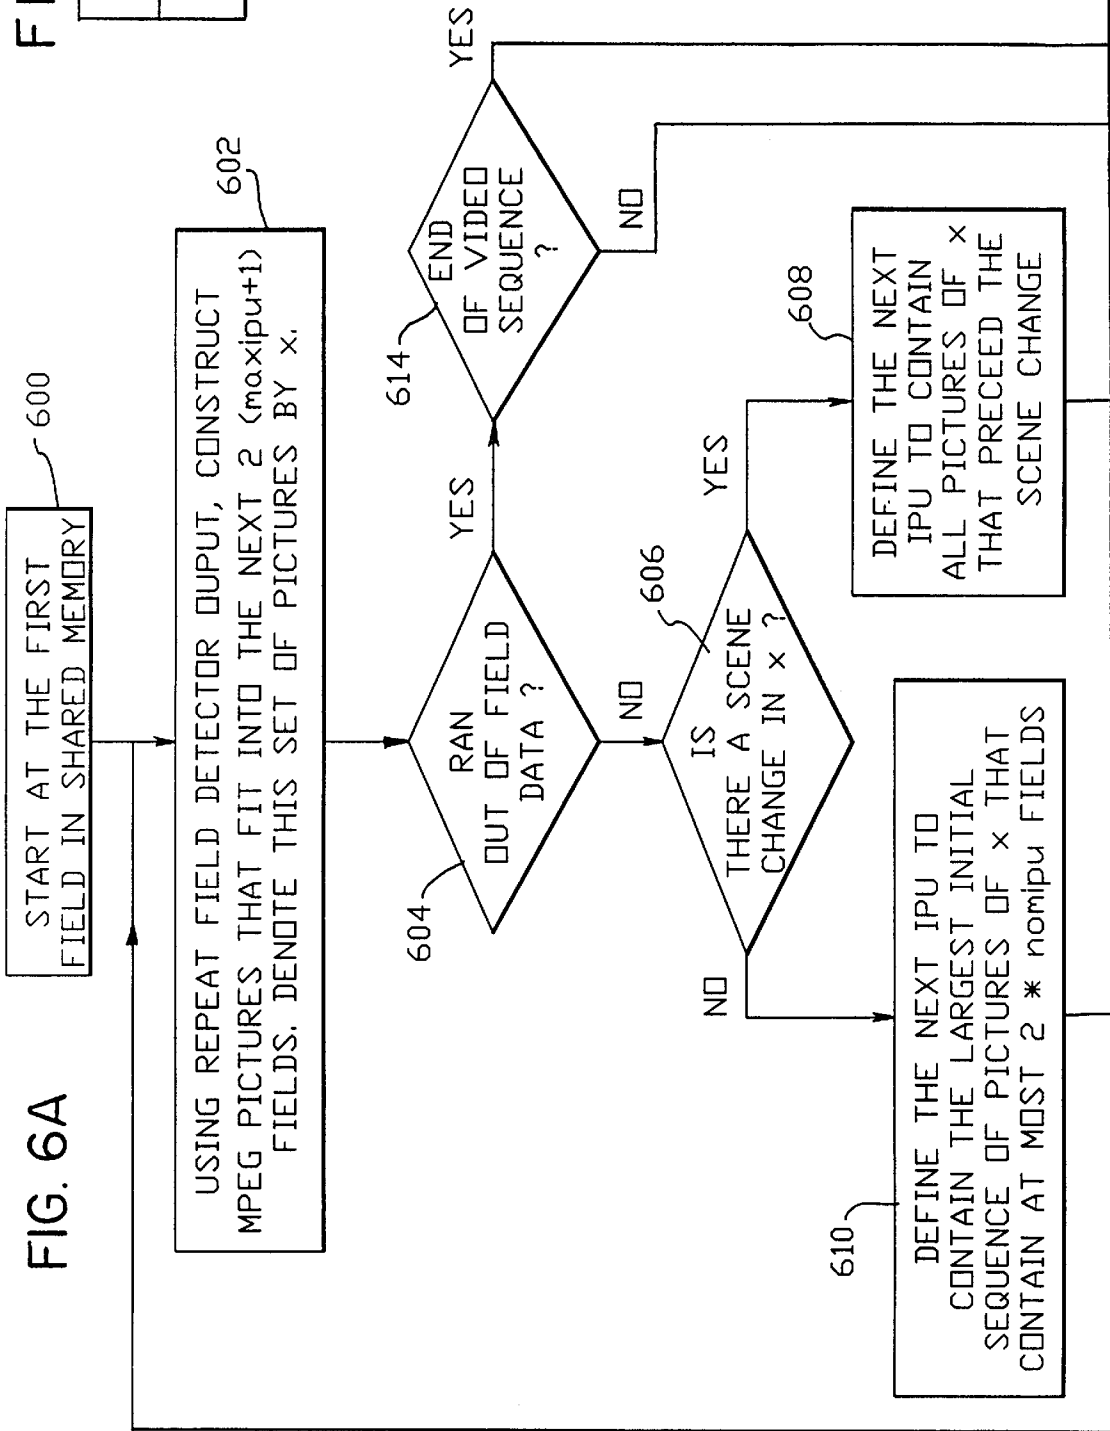 FIG. 6A
START AT THE FIRST
FIELD IN SHARED MEMORY
600
USING REPEAT FIELD DETECTOR OUPUT, CONSTRUCT
MPEG PICTURES THAT FIT INTO THE NEXT 2 (maxipu+1)
FIELDS. DENOTE THIS SET OF PICTURES BY x.
602
RAN
OUT OF FIELD
DATA ?
604
YES
NO
END
OF VIDEO
SEQUENCE
?
614
YES
NO
IS
THERE A SCENE
CHANGE IN x ?
606
NO
YES
DEFINE THE NEXT IPU TO
CONTAIN THE LARGEST INITIAL
SEQUENCE OF PICTURES OF x THAT
CONTAIN AT MOST 2 * nomipu FIELDS
610
DEFINE THE NEXT
IPU TO CONTAIN
ALL PICTURES OF x
THAT PRECEED THE
SCENE CHANGE
608